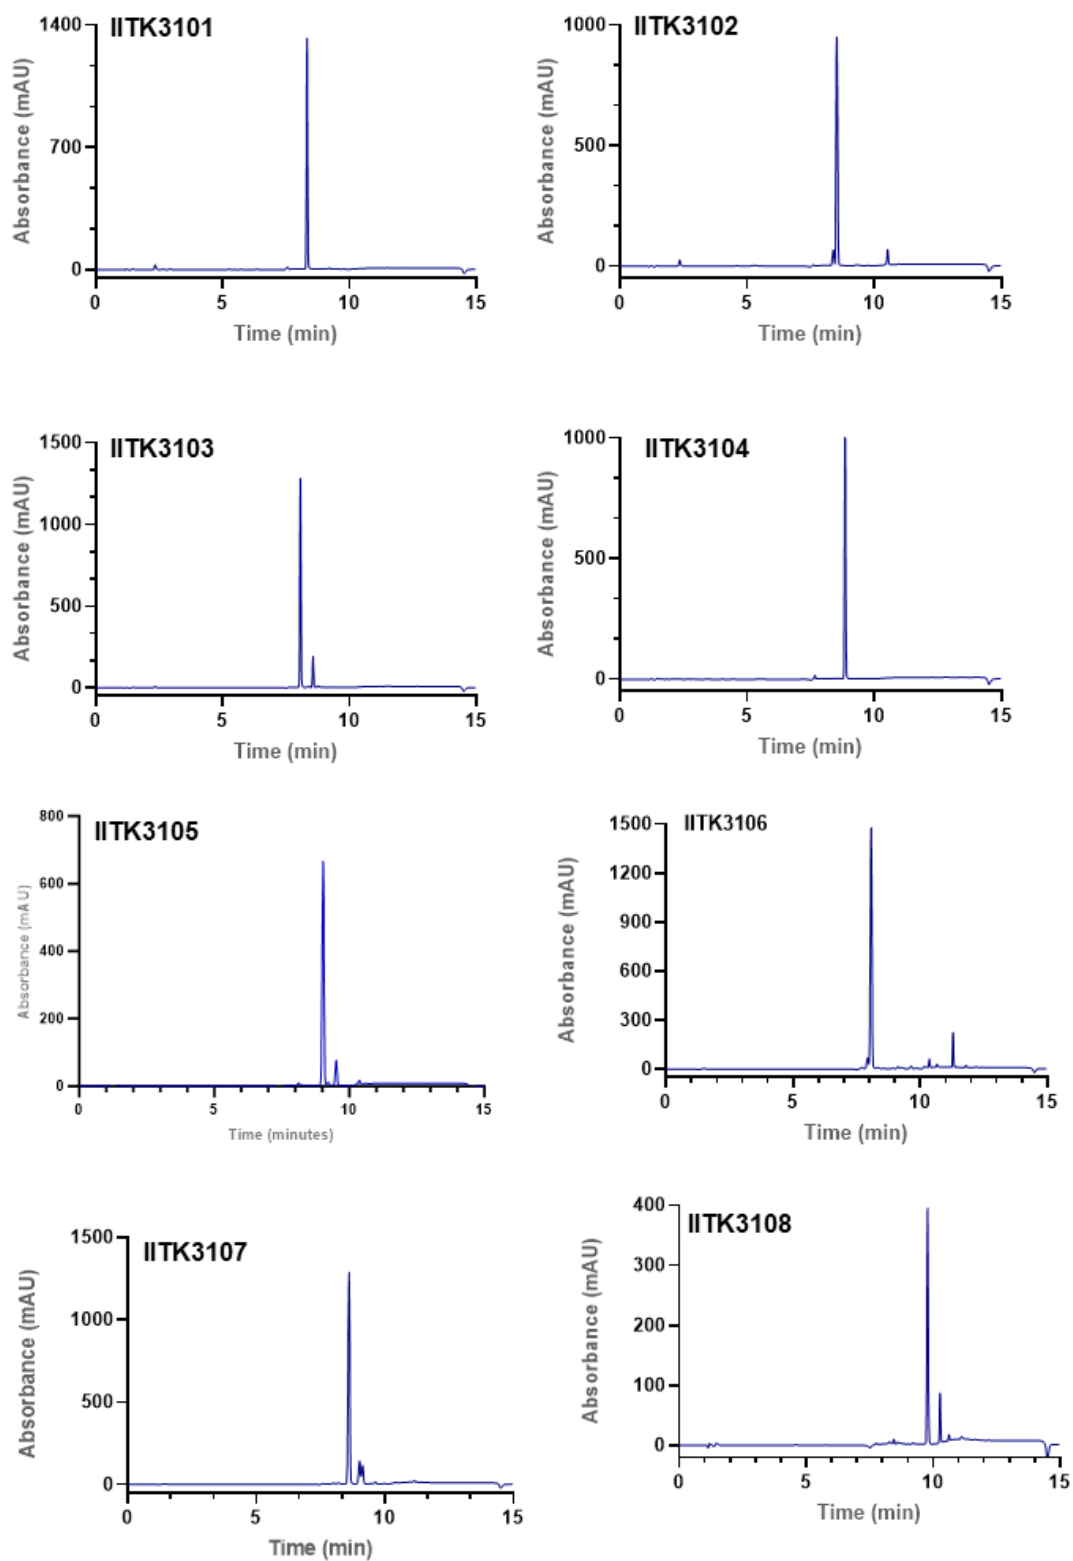 IITK3101
Absorbance (mAU)
1400
700
0
0 5 10 15
Time (min)
IITK3102
Absorbance (mAU)
1000
500
0
0 5 10 15
Time (min)
IITK3103
Absorbance (mAU)
1500
1000
500
0
0 5 10 15
Time (min)
IITK3104
Absorbance (mAU)
1000
500
0
0 5 10 15
Time (min)
IITK3105
Absorbance (mAU)
800
600
400
200
0
0 5 10 15
Time (minutes)
IITK3106
Absorbance (mAU)
1500
1200
900
600
300
0
0 5 10 15
Time (min)
IITK3107
Absorbance (mAU)
1500
1000
500
0
0 5 10 15
Time (min)
IITK3108
Absorbance (mAU)
400
300
200
100
0
0 5 10 15
Time (min)